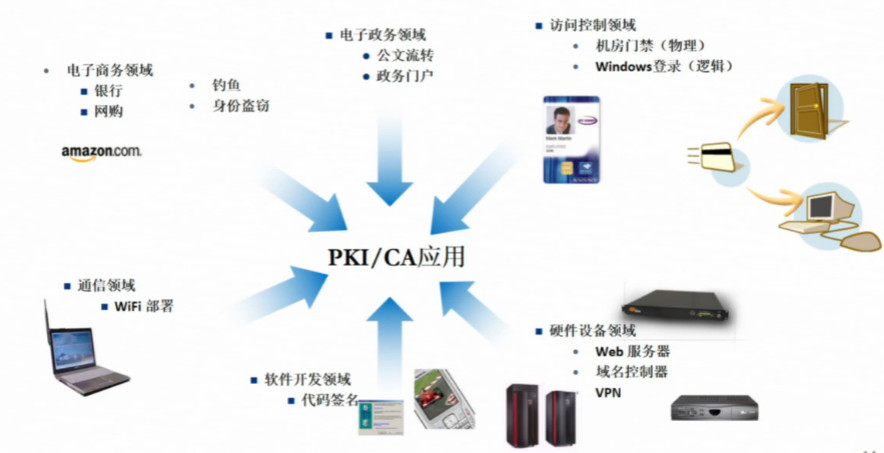 电子商务领域
银行
网购
钓鱼
身份盗窃
amazon.com.
电子政务领域
公文流转
政务门户
访问控制领域
机房门禁（物理）
Windows登录（逻辑）
PKI/CA应用
通信领域
WiFi 部署
软件开发领域
代码签名
硬件设备领域
Web 服务器
域名控制器
VPN